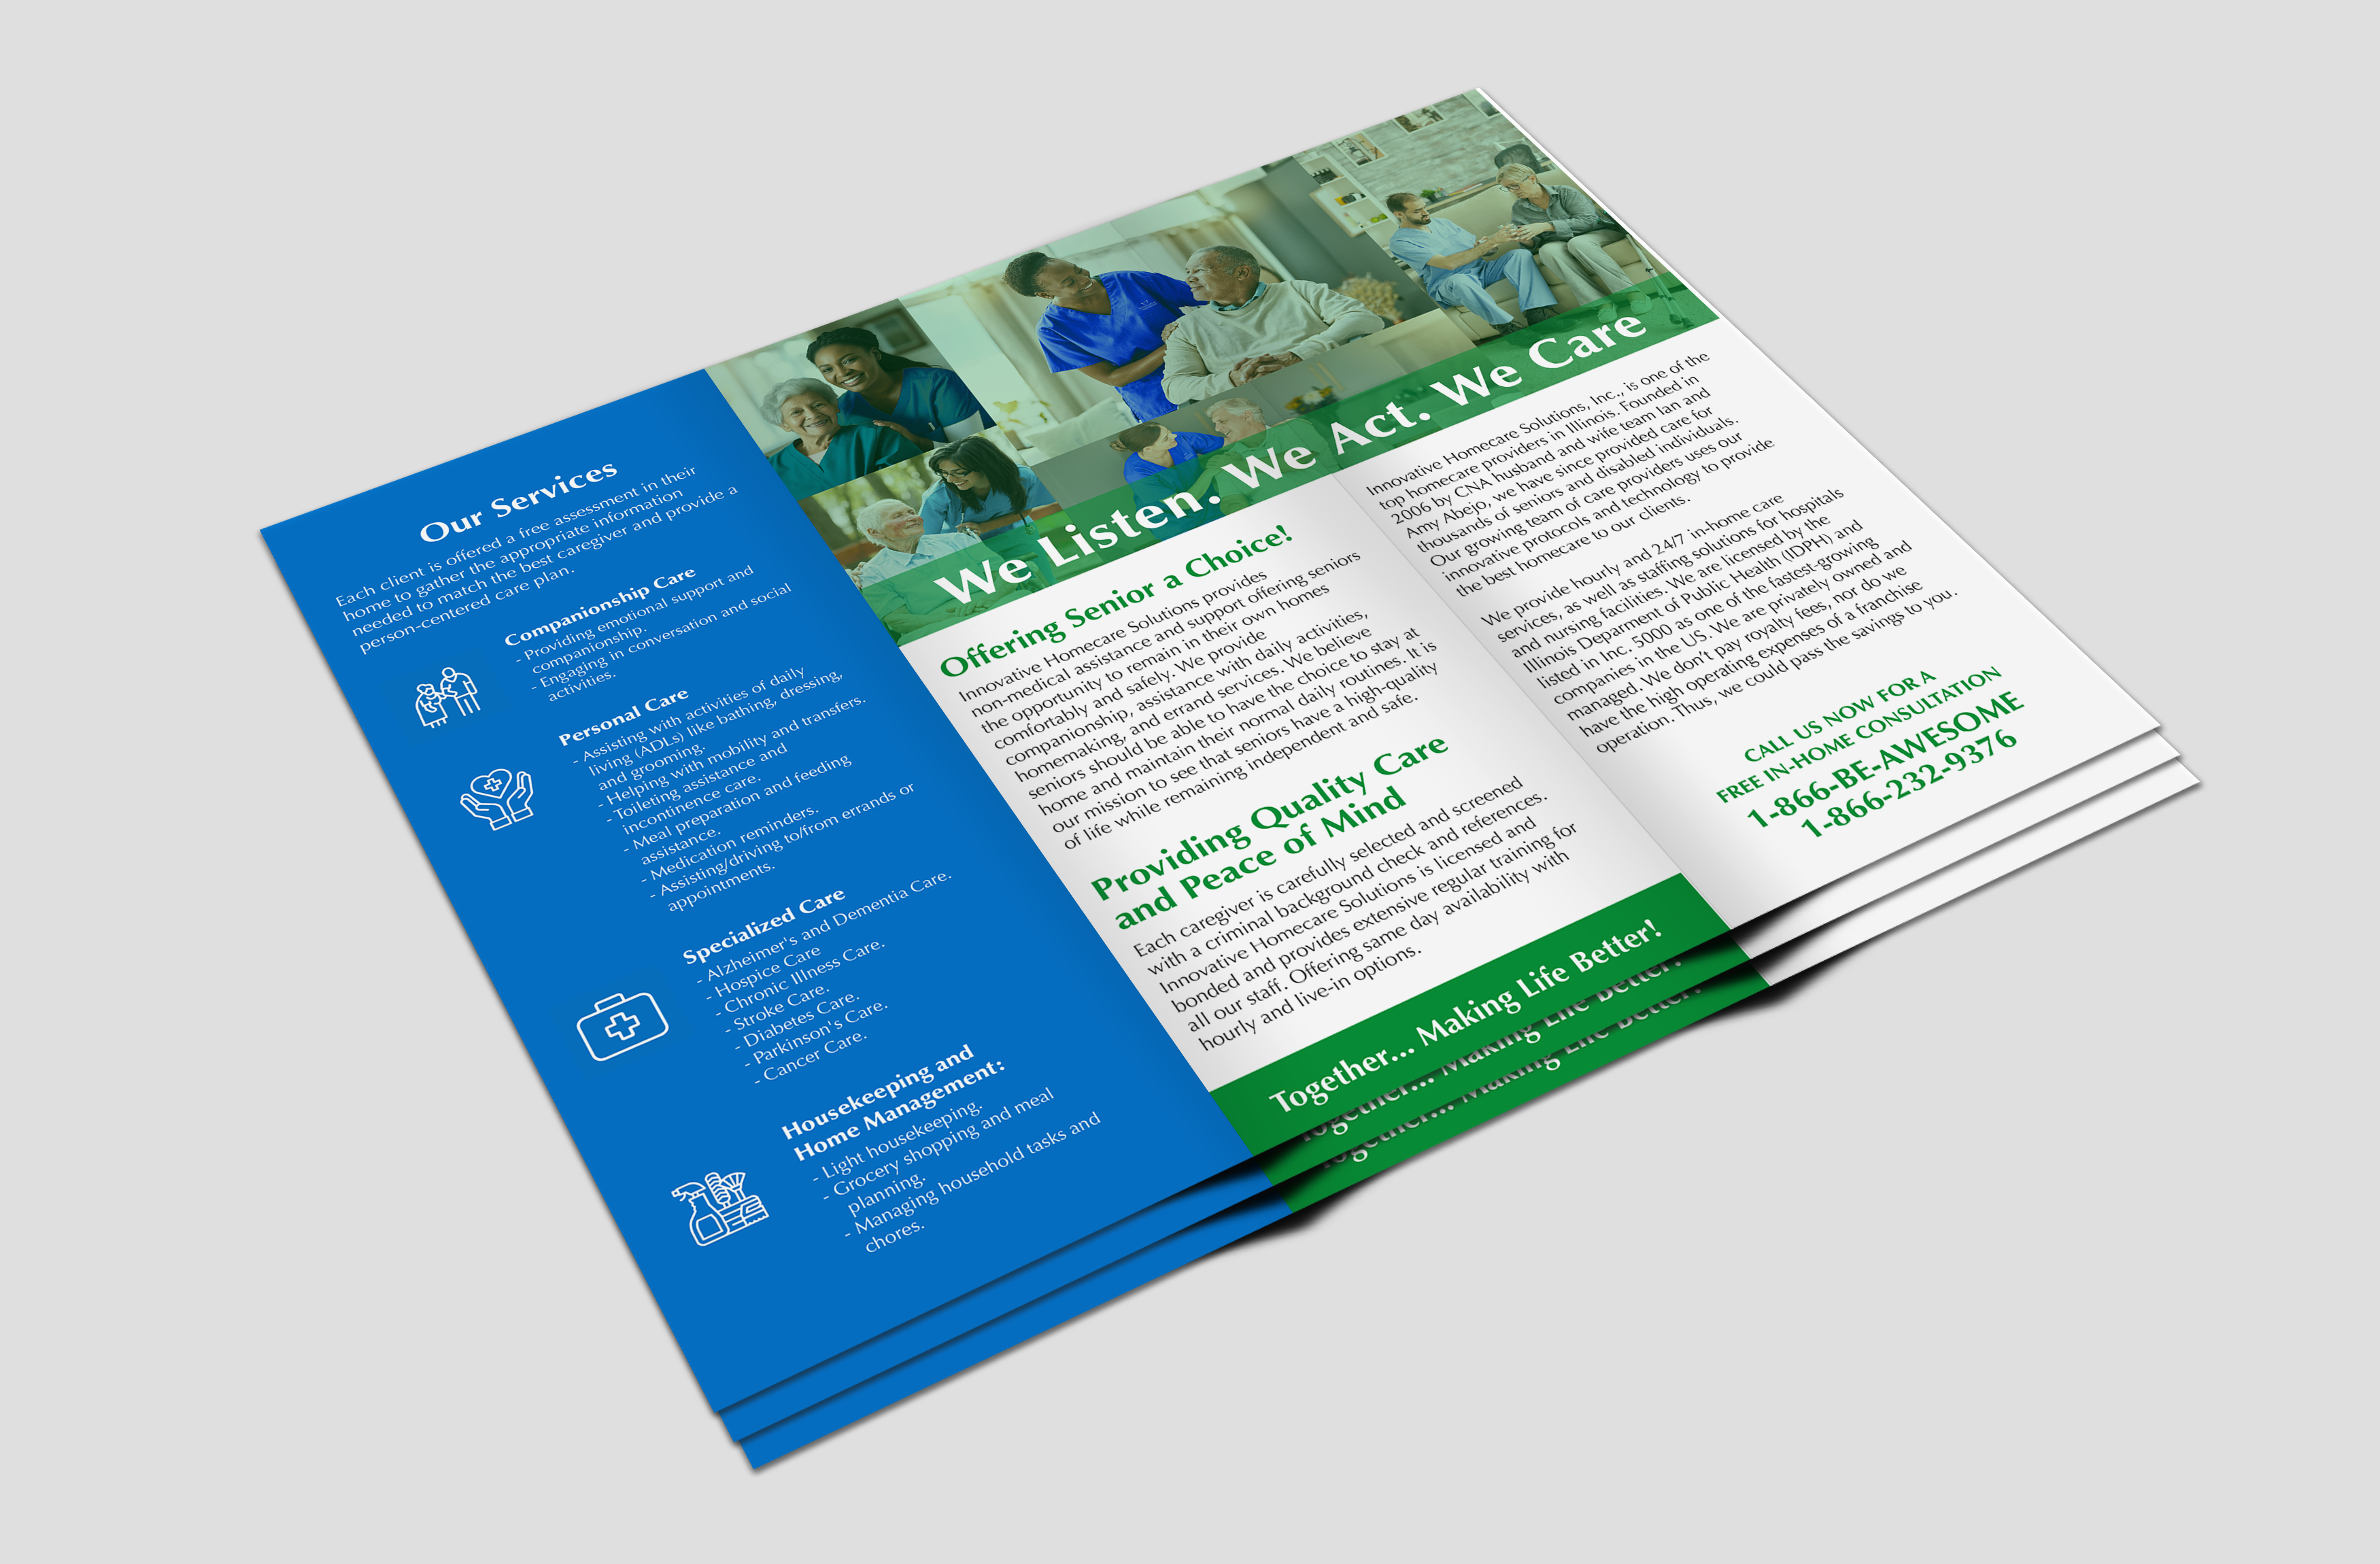 Our Services
Each client is offered a free assessment in their
home to gather the appropriate information
needed to match the best caregiver and provide a
person-centered care plan.
Companionship Care
- Providing emotional support and
companionship.
- Engaging in conversation and social
activities.
Personal Care
- Assisting with activities of daily
living (ADLs) like bathing, dressing,
and grooming.
- Helping with mobility and transfers.
- Toileting assistance and
incontinence care.
- Meal preparation and feeding
assistance.
- Medication reminders.
- Assisting/driving to/from errands or
appointments.
Specialized Care
- Alzheimer's and Dementia Care.
- Hospice Care
- Chronic Illness Care.
- Stroke Care.
- Diabetes Care.
- Parkinson's Care.
- Cancer Care.
Housekeeping and
Home Management:
- Light housekeeping.
- Grocery shopping and meal
planning.
- Managing household tasks and
chores.
We Listen. We Act. We Care
Offering Senior a Choice!
Innovative Homecare Solutions provides
non-medical assistance and support offering seniors
the opportunity to remain in their own homes
comfortably and safely. We provide
companionship, assistance with daily activities,
homemaking, and errand services. We believe
seniors should be able to have the choice to stay at
home and maintain their normal daily routines. It is
our mission to see that seniors have a high-quality
of life while remaining independent and safe.
Providing Quality Care
and Peace of Mind
Each caregiver is carefully selected and screened
with a criminal background check and references.
Innovative Homecare Solutions is licensed and
bonded and provides extensive regular training for
all our staff. Offering same day availability with
hourly and live-in options.
Together... Making Life Better!
Together... Making Life Better!
Together... Making Life Better!
Innovative Homecare Solutions, Inc., is one of the
top homecare providers in Illinois. Founded in
2006 by CNA husband and wife team Ian and
Amy Abejo, we have since provided care for
thousands of seniors and disabled individuals.
Our growing team of care providers uses our
innovative protocols and technology to provide
the best homecare to our clients.
We provide hourly and 24/7 in-home care
services, as well as staffing solutions for hospitals
and nursing facilities. We are licensed by the
Illinois Deparment of Public Health (IDPH) and
listed in Inc. 5000 as one of the fastest-growing
companies in the US. We are privately owned and
managed. We don't pay royalty fees, nor do we
have the high operating expenses of a franchise
operation. Thus, we could pass the savings to you.
CALL US NOW FOR A
FREE IN-HOME CONSULTATION
1-866-BE-AWESOME
1-866-232-9376